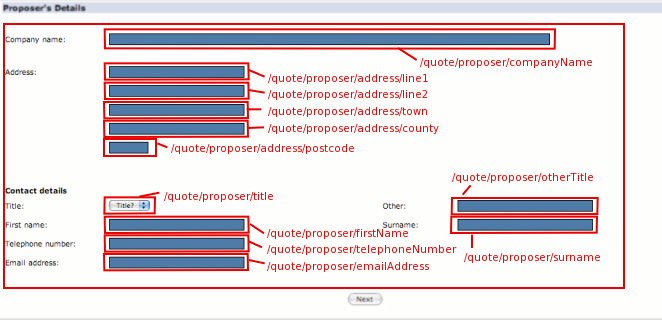 Proposer's Details
Company name:
/quote/proposer/companyName
Address:
/quote/proposer/address/line1
/quote/proposer/address/line2
/quote/proposer/address/town
/quote/proposer/address/county
/quote/proposer/address/postcode
Contact details
/quote/proposer/otherTitle
/quote/proposer/title
Title: Title? Other:
First name: Surname:
/quote/proposer/firstName
Telephone number:
/quote/proposer/telephoneNumber
/quote/proposer/surname
Email address:
/quote/proposer/emailAddress
Next